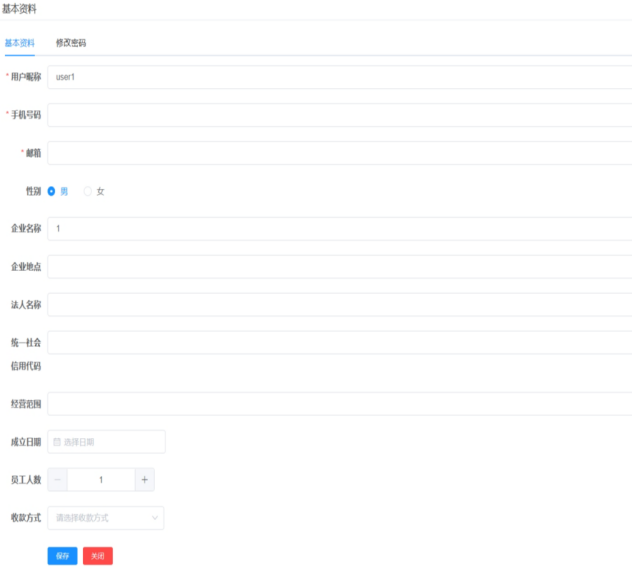 基本资料
基本资料 修改密码
* 用户昵称 user1
* 手机号码
* 邮箱
性别 男 女
企业名称 1
企业地点
法人名称
统一社会
信用代码
经营范围
成立日期 选择日期
员工人数 − 1 +
收款方式 请选择收款方式
保存 关闭